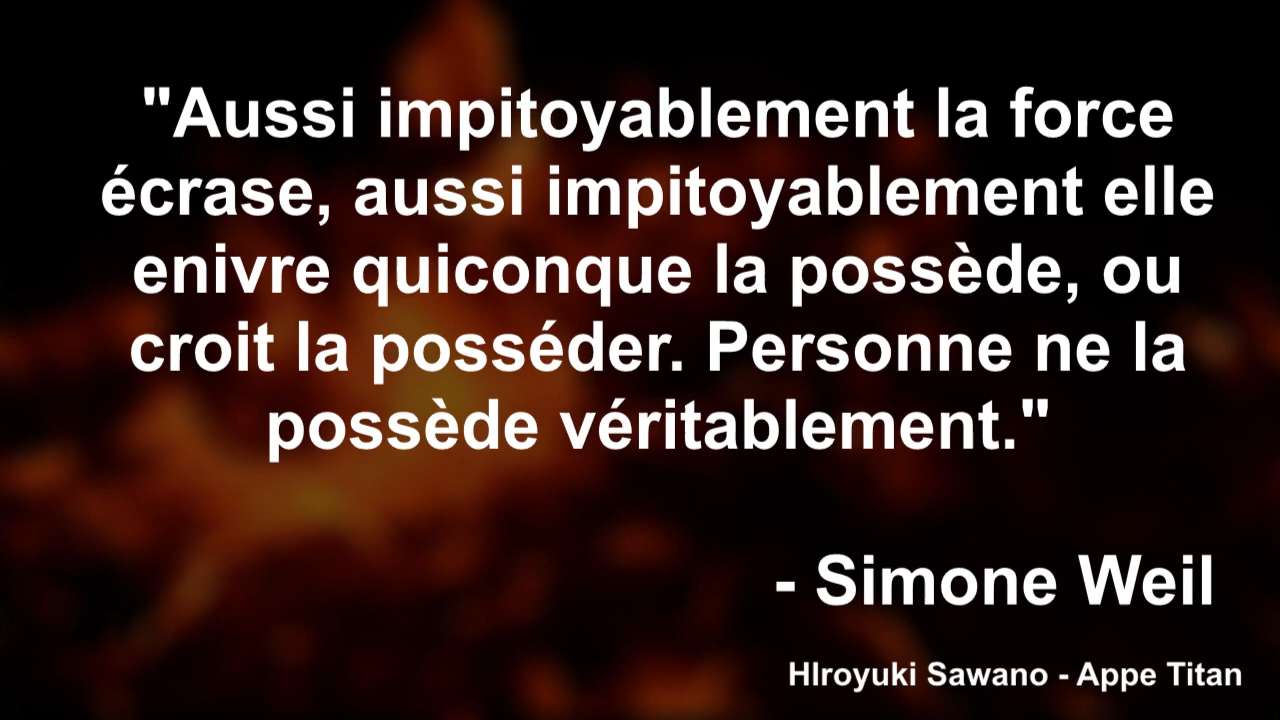 "Aussi impitoyablement la force
écrase, aussi impitoyablement elle
enivre quiconque la possède, ou
croit la posséder. Personne ne la
possède véritablement."
- Simone Weil
HIroyuki Sawano - Appe Titan